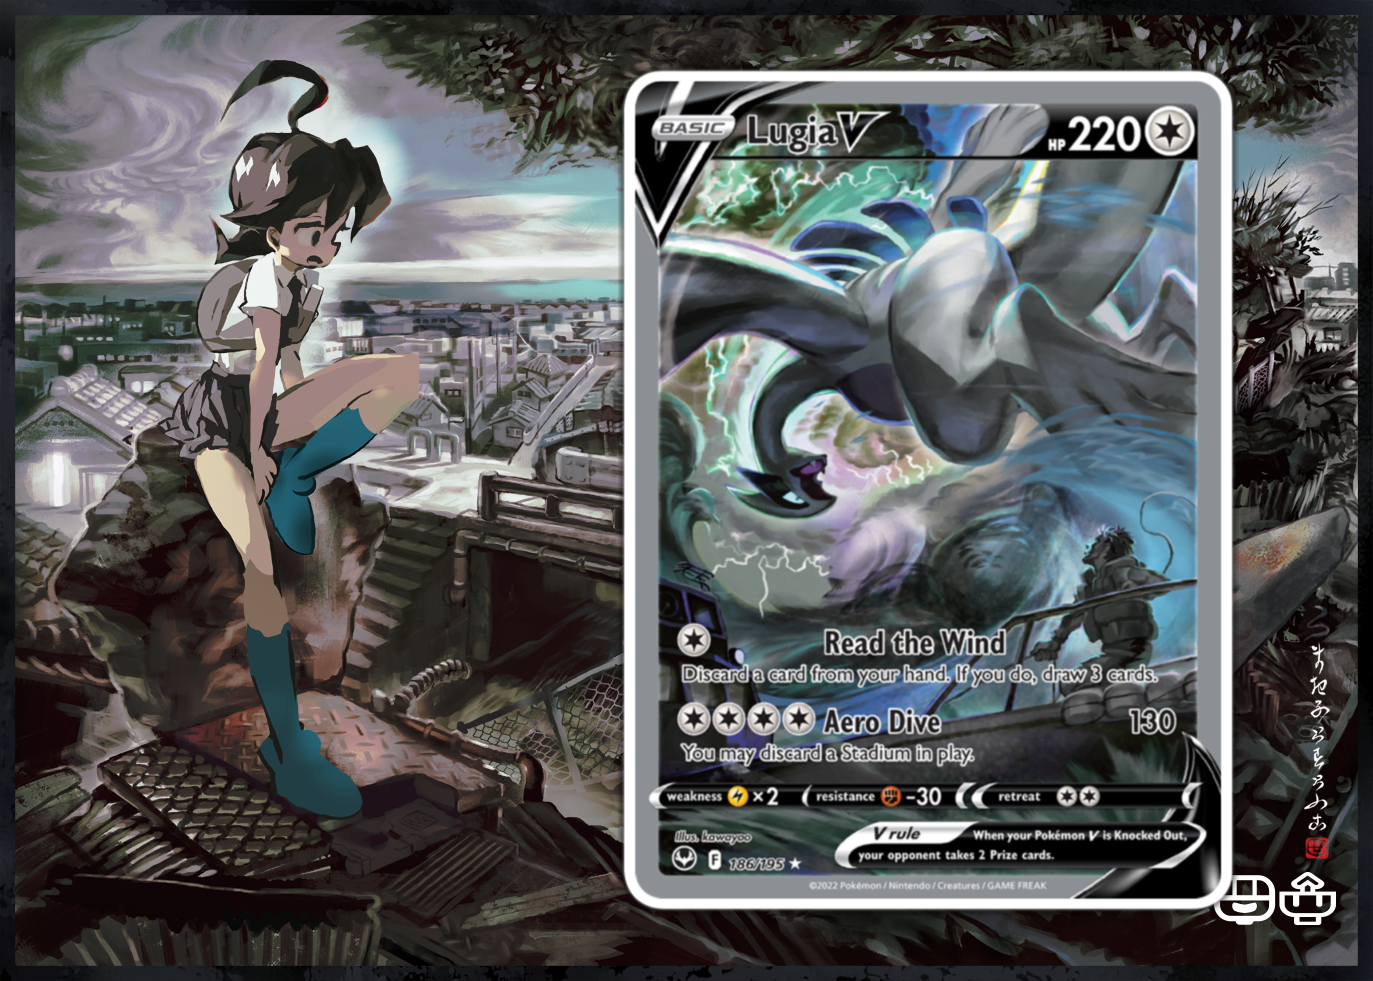 BASIC Lugia V HP 220
Read the Wind
Discard a card from your hand. If you do, draw 3 cards.
Aero Dive 130
You may discard a Stadium in play.
weakness ×2 resistance -30 retreat
Illus. kawayoo
F 186/195 ★
V rule When your Pokémon V is Knocked Out,
your opponent takes 2 Prize cards.
©2022 Pokémon / Nintendo / Creatures / GAME FREAK